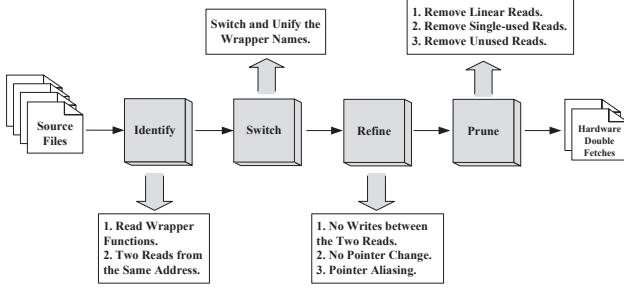 Switch and Unify the
Wrapper Names.
1. Remove Linear Reads.
2. Remove Single-used Reads.
3. Remove Unused Reads.
Source
Files
Identify
Switch
Refine
Prune
Hardware
Double
Fetches
1. Read Wrapper
Functions.
2. Two Reads from
the Same Address.
1. No Writes between
the Two Reads.
2. No Pointer Change.
3. Pointer Aliasing.